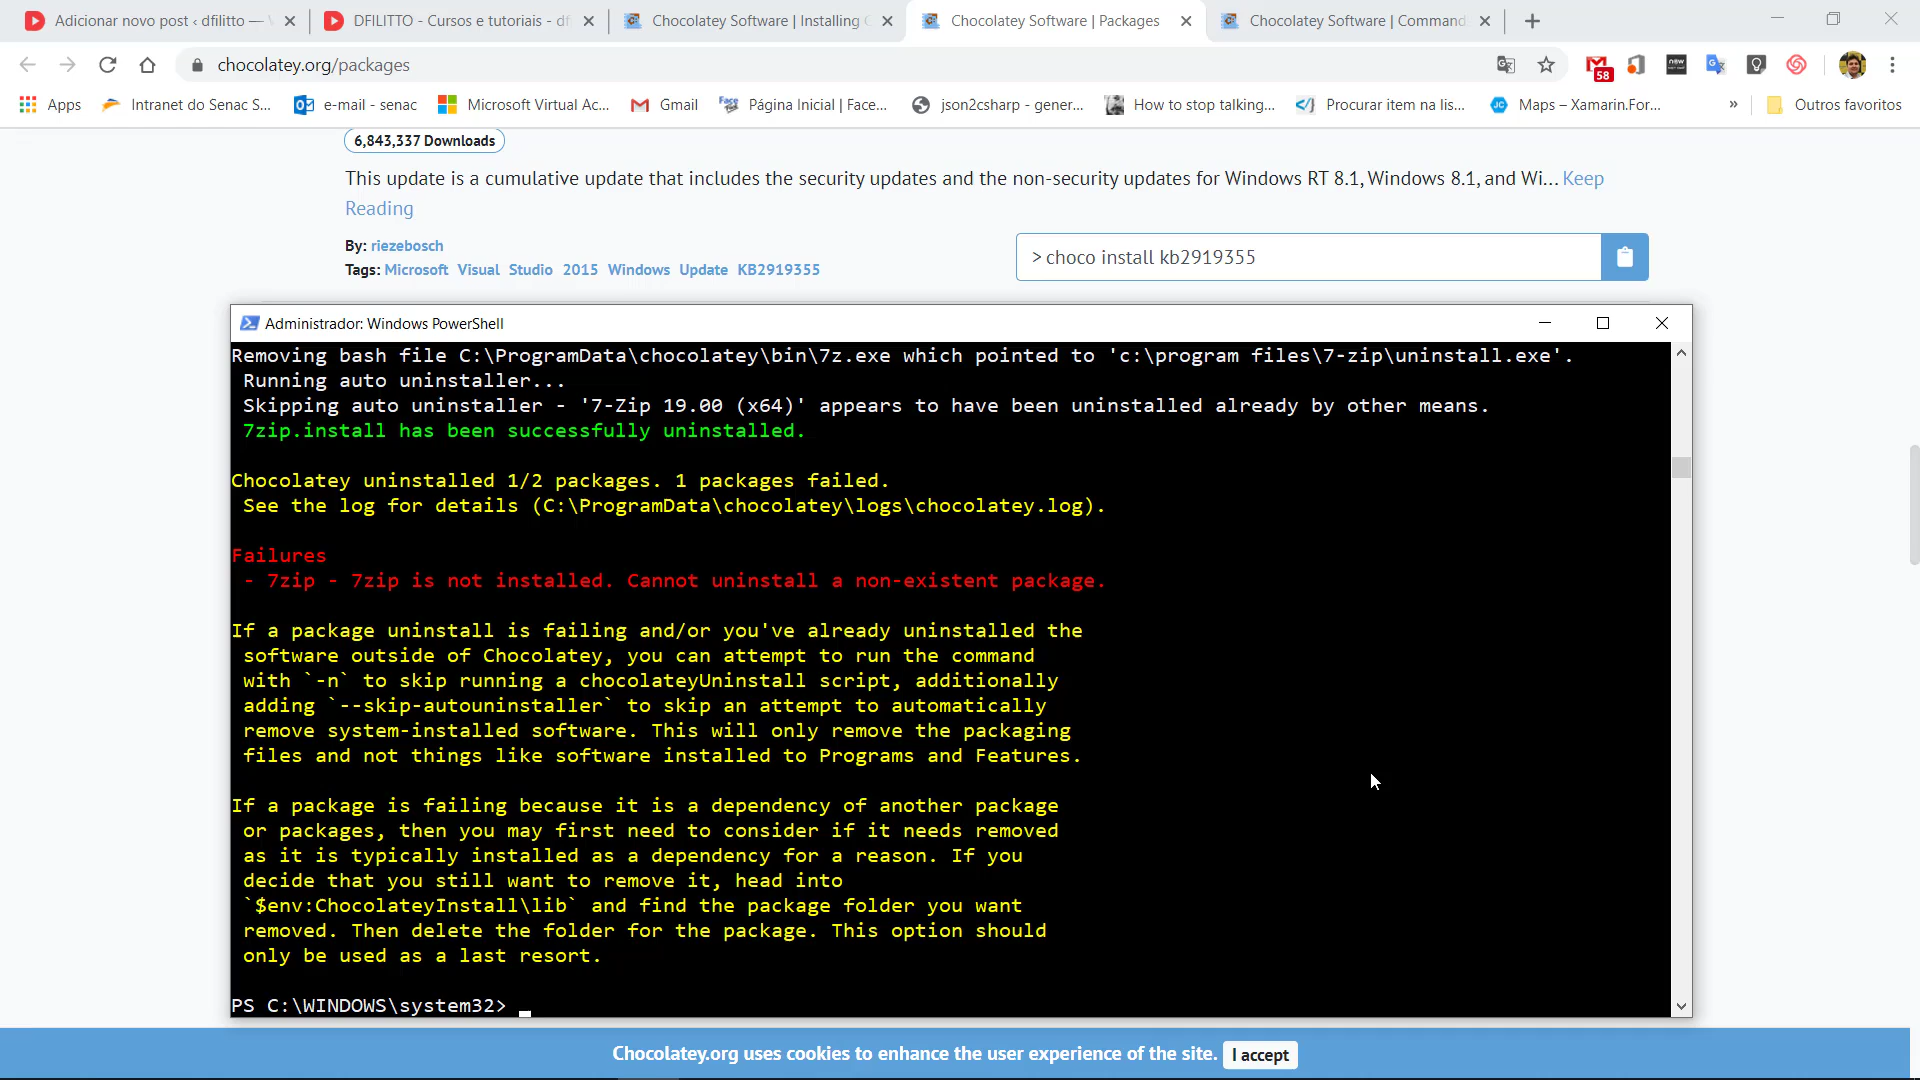 Adicionar novo post ‹ dfilitto —
DFILITTO - Cursos e tutoriais - df
Chocolatey Software | Installing
Chocolatey Software | Packages
Chocolatey Software | Command
chocolatey.org/packages
58
Apps
Intranet do Senac S...
e-mail - senac
Microsoft Virtual Ac...
Gmail
Página Inicial | Face...
json2csharp - gener...
How to stop talking...
Procurar item na lis...
Maps – Xamarin.For...
»
Outros favoritos
6,843,337 Downloads
This update is a cumulative update that includes the security updates and the non-security updates for Windows RT 8.1, Windows 8.1, and Wi... Keep
Reading
By: riezebosch
Tags: Microsoft Visual Studio 2015 Windows Update KB2919355
> choco install kb2919355
Administrador: Windows PowerShell
Removing bash file C:\ProgramData\chocolatey\bin\7z.exe which pointed to 'c:\program files\7-zip\uninstall.exe'.
Running auto uninstaller...
Skipping auto uninstaller - '7-Zip 19.00 (x64)' appears to have been uninstalled already by other means.
7zip.install has been successfully uninstalled.
Chocolatey uninstalled 1/2 packages. 1 packages failed.
See the log for details (C:\ProgramData\chocolatey\logs\chocolatey.log).
Failures
- 7zip - 7zip is not installed. Cannot uninstall a non-existent package.
If a package uninstall is failing and/or you've already uninstalled the
software outside of Chocolatey, you can attempt to run the command
with `-n` to skip running a chocolateyUninstall script, additionally
adding `--skip-autouninstaller` to skip an attempt to automatically
remove system-installed software. This will only remove the packaging
files and not things like software installed to Programs and Features.
If a package is failing because it is a dependency of another package
or packages, then you may first need to consider if it needs removed
as it is typically installed as a dependency for a reason. If you
decide that you still want to remove it, head into
`$env:ChocolateyInstall\lib` and find the package folder you want
removed. Then delete the folder for the package. This option should
only be used as a last resort.
PS C:\WINDOWS\system32>
Chocolatey.org uses cookies to enhance the user experience of the site.
I accept